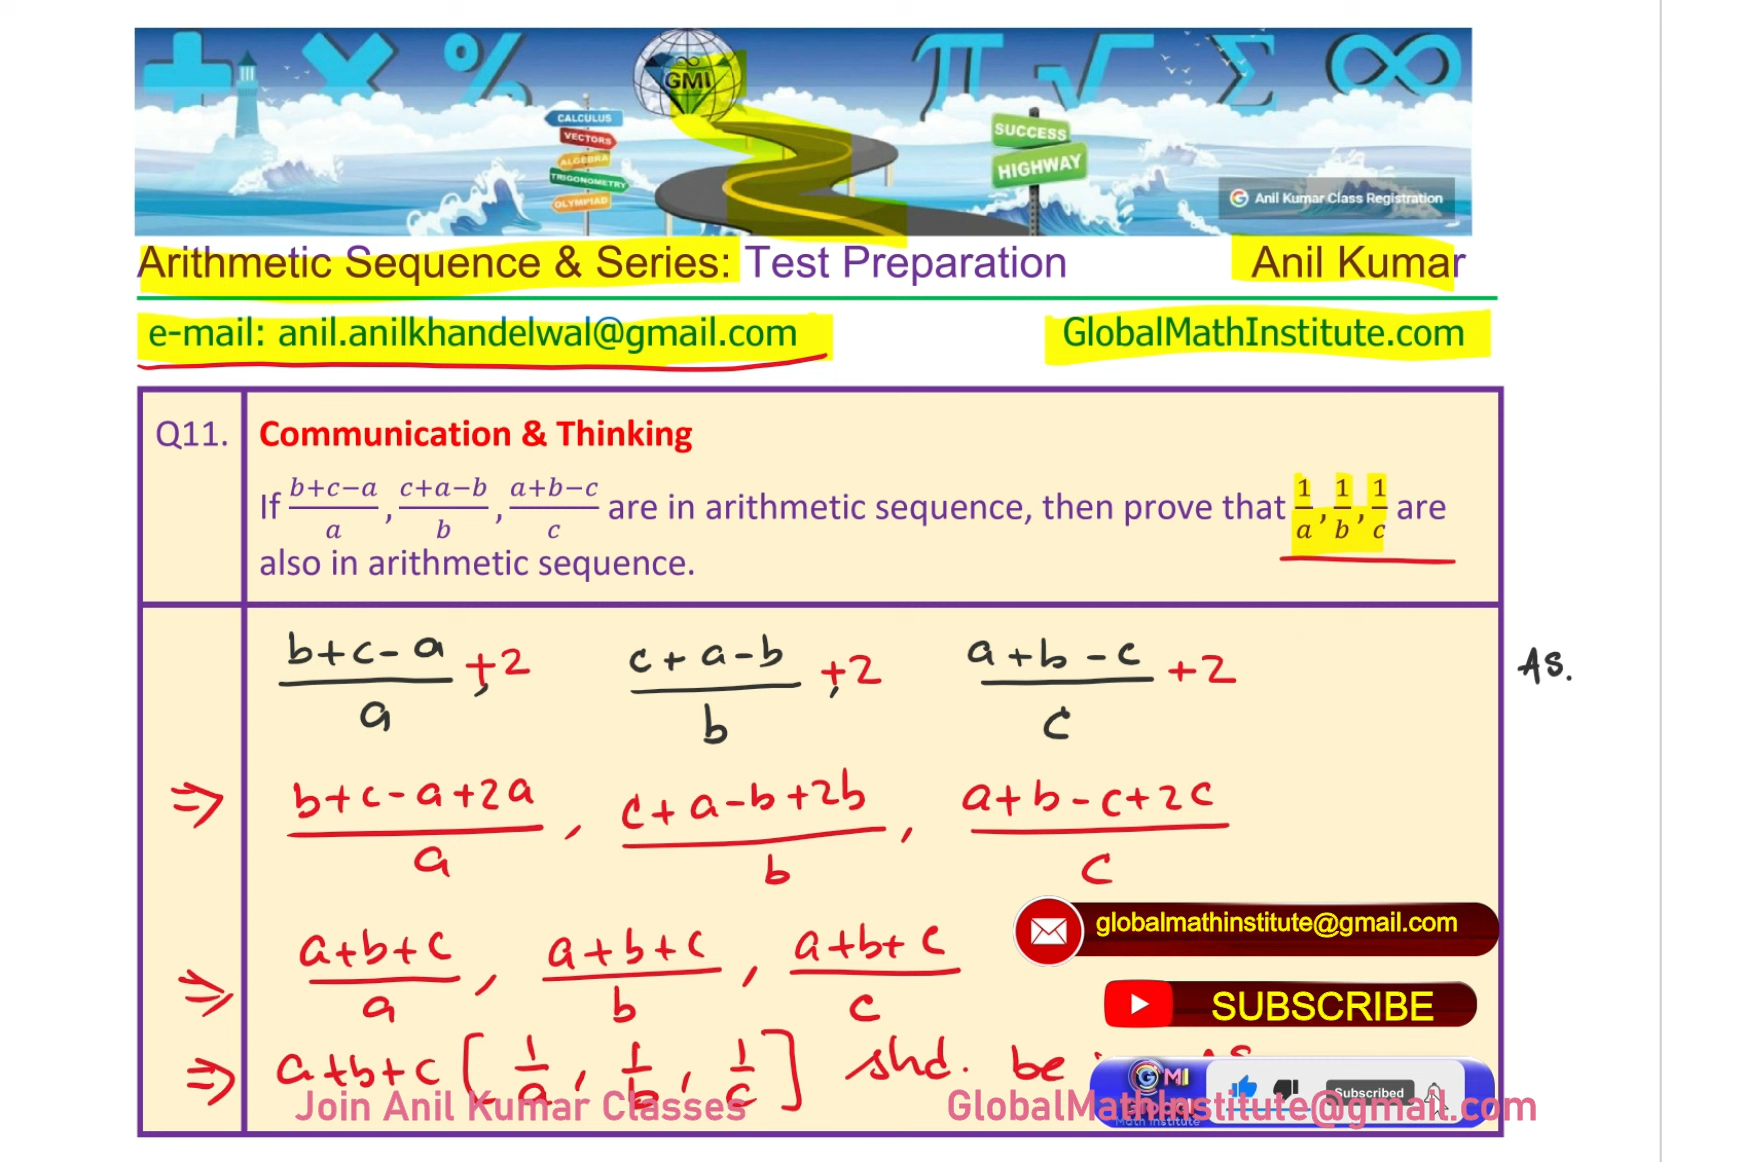 + × % GMI π √ Σ ∞
CALCULUS
VECTORS
ALGEBRA
TRIGONOMETRY
OLYMPIAD
SUCCESS
HIGHWAY
G Anil Kumar Class Registration
Arithmetic Sequence & Series: Test Preparation Anil Kumar
e-mail: anil.anilkhandelwal@gmail.com GlobalMathInstitute.com
Q11. Communication & Thinking
If (b+c−a)/a, (c+a−b)/b, (a+b−c)/c are in arithmetic sequence, then prove that 1/a, 1/b, 1/c are
also in arithmetic sequence.
(b+c-a)/a +2, (c+a-b)/b +2, (a+b-c)/c +2 AS.
⇒ (b+c-a+2a)/a, (c+a-b+2b)/b, (a+b-c+2c)/c
globalmathinstitute@gmail.com
⇒ (a+b+c)/a, (a+b+c)/b, (a+b+c)/c
SUBSCRIBE
⇒ a+b+c [1/a, 1/b, 1/c] shd. be
GMI
Subscribed
Join Anil Kumar Classes GlobalMathInstitute@gmail.com
Math Institute